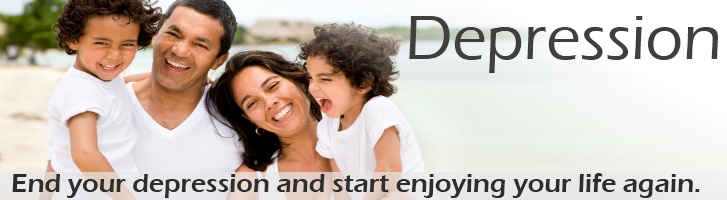 Depression
End your depression and start enjoying your life again.